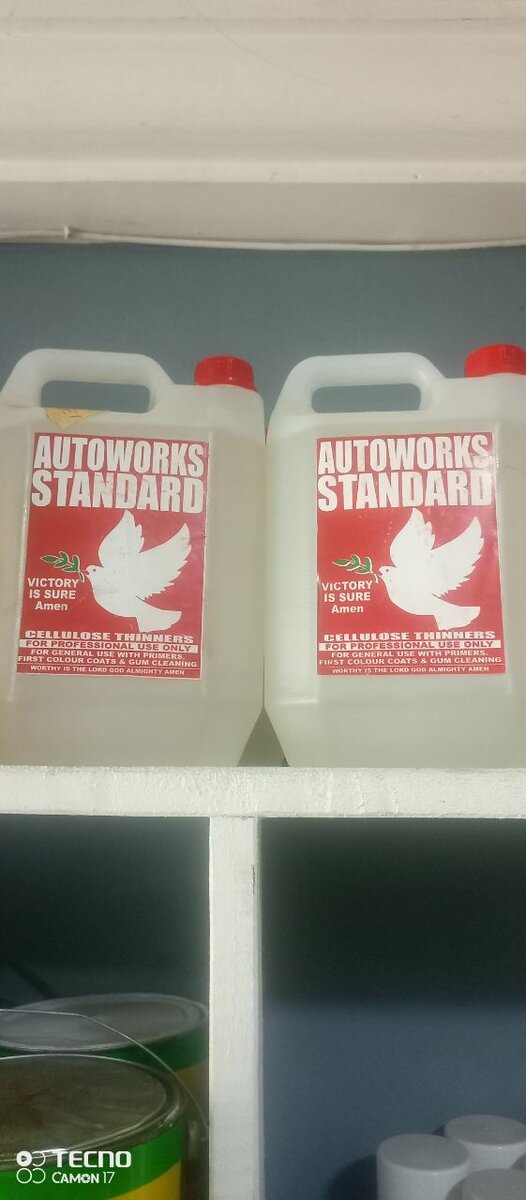 AUTOWORKS
STANDARD
VICTORY
IS SURE
Amen
CELLULOSE THINNERS
FOR PROFESSIONAL USE ONLY
FOR GENERAL USE WITH PRIMERS.
FIRST COLOUR COATS & GUM CLEANING
WORTHY IS THE LORD GOD ALMIGHTY AMEN
AUTOWORKS
STANDARD
VICTORY
IS SURE
Amen
CELLULOSE THINNERS
FOR PROFESSIONAL USE ONLY
FOR GENERAL USE WITH PRIMERS.
FIRST COLOUR COATS & GUM CLEANING
WORTHY IS THE LORD GOD ALMIGHTY AMEN
TECNO
CAMON 17